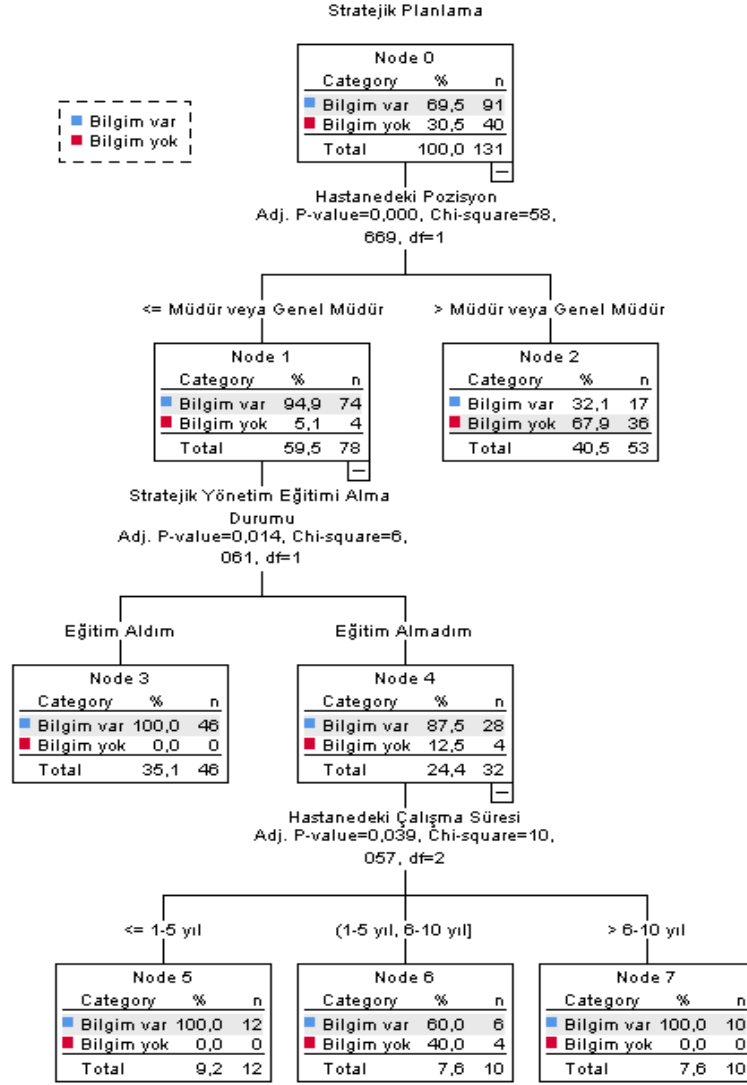 Stratejik Planlama
Node 0
Category % n
Bilgim var 69,5 91
Bilgim yok 30,5 40
Total 100,0 131
Bilgim var
Bilgim yok
Hastanedeki Pozisyon
Adj. P-value=0,000, Chi-square=58,
669, df=1
<= Müdür veya Genel Müdür
> Müdür veya Genel Müdür
Node 1
Category % n
Bilgim var 94,9 74
Bilgim yok 5,1 4
Total 59,5 78
Node 2
Category % n
Bilgim var 32,1 17
Bilgim yok 67,9 36
Total 40,5 53
Stratejik Yönetim Eğitimi Alma
Durumu
Adj. P-value=0,014, Chi-square=6,
061, df=1
Eğitim Aldım
Eğitim Almadım
Node 3
Category % n
Bilgim var 100,0 46
Bilgim yok 0,0 0
Total 35,1 46
Node 4
Category % n
Bilgim var 87,5 28
Bilgim yok 12,5 4
Total 24,4 32
Hastanedeki Çalışma Süresi
Adj. P-value=0,039, Chi-square=10,
057, df=2
<= 1-5 yıl
(1-5 yıl, 6-10 yıl]
> 6-10 yıl
Node 5
Category % n
Bilgim var 100,0 12
Bilgim yok 0,0 0
Total 9,2 12
Node 6
Category % n
Bilgim var 60,0 6
Bilgim yok 40,0 4
Total 7,6 10
Node 7
Category % n
Bilgim var 100,0 10
Bilgim yok 0,0 0
Total 7,6 10